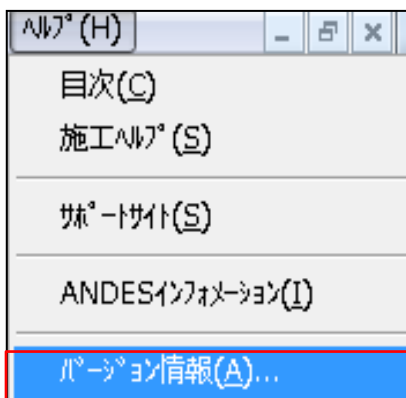 ﾍﾙﾌﾟ(H)
目次(C)
施工ﾍﾙﾌﾟ(S)
ｻﾎﾟｰﾄｻｲﾄ(S)
ANDESｲﾝﾌｫﾒｰｼｮﾝ(I)
ﾊﾞｰｼﾞｮﾝ情報(A)...